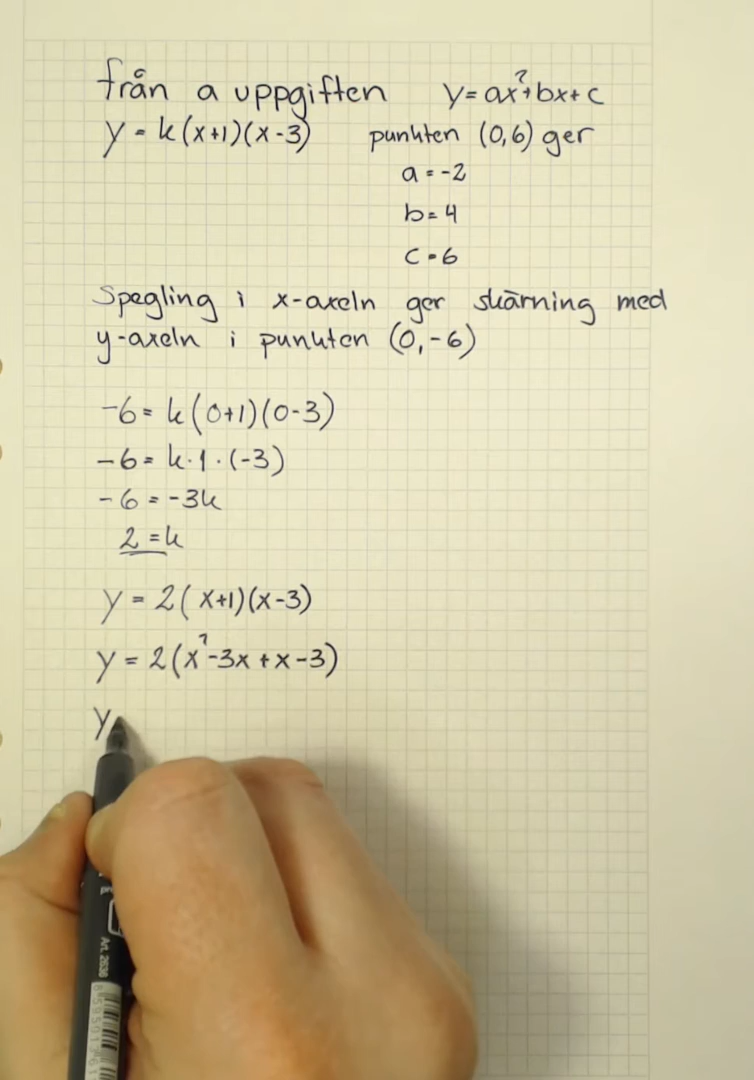 från a uppgiften y=ax²+bx+c
y=k(x+1)(x-3) punkten (0,6) ger
a=-2
b=4
c=6
Spegling i x-axeln ger skärning med
y-axeln i punkten (0,-6)
-6=k(0+1)(0-3)
-6=k·1·(-3)
-6=-3k
2=k
y=2(x+1)(x-3)
y=2(x²-3x+x-3)
y
Art. 2636